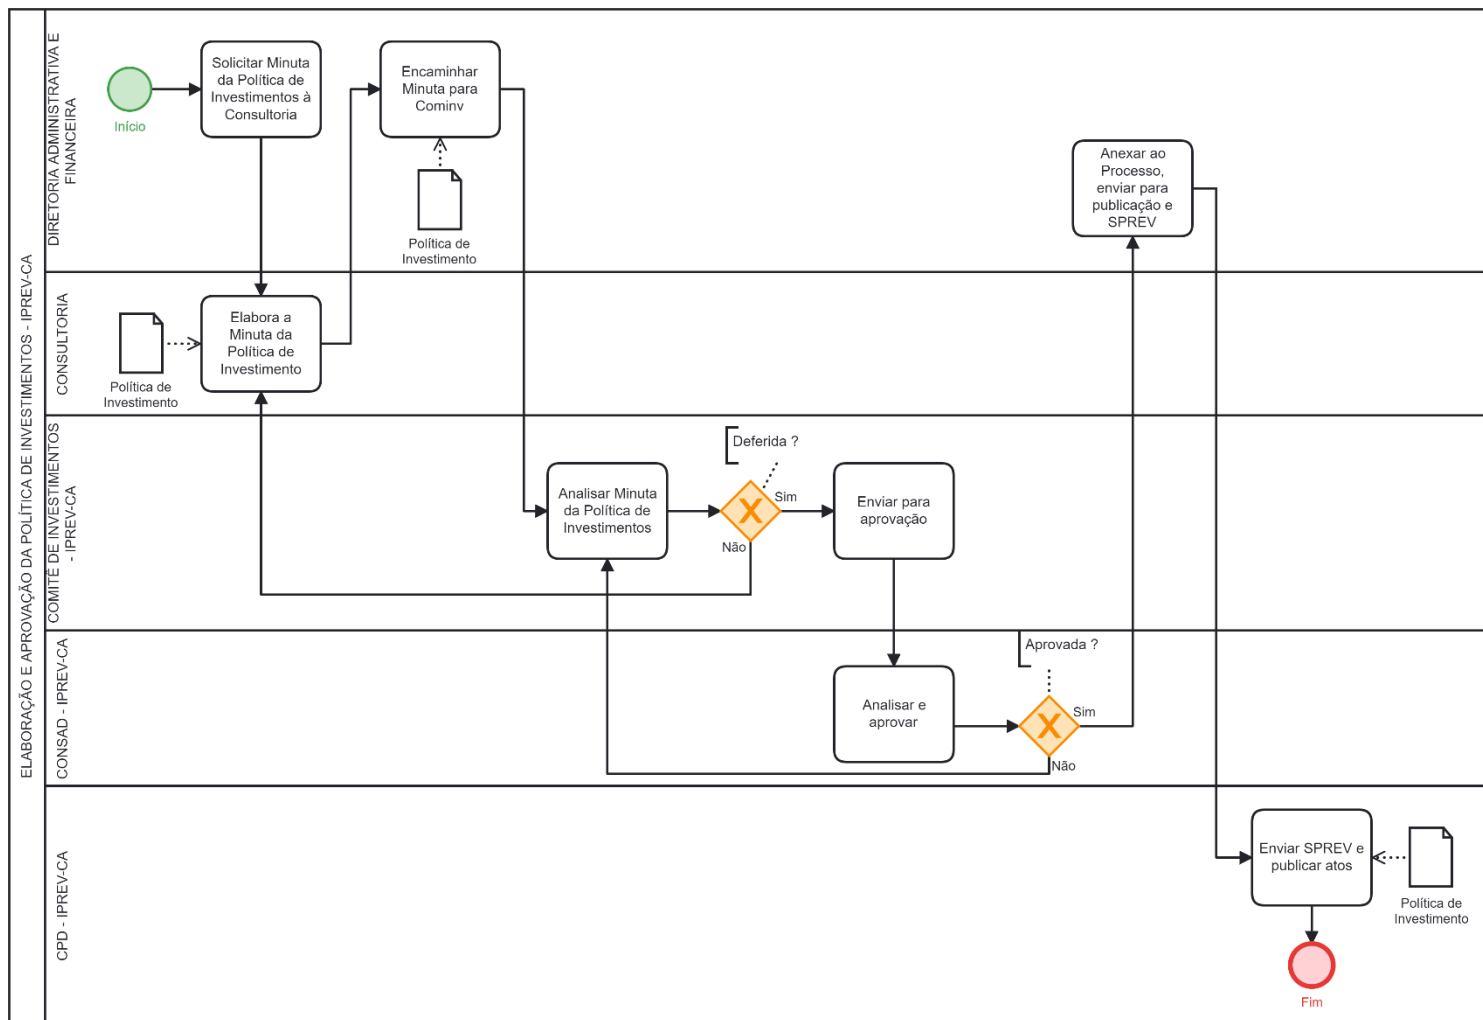 ELABORAÇÃO E APROVAÇÃO DA POLÍTICA DE INVESTIMENTOS - IPREV-CA
DIRETORIA ADMINISTRATIVA E
FINANCEIRA
Início
Solicitar Minuta
da Política de
Investimentos à
Consultoria
Encaminhar
Minuta para
Cominv
Política de
Investimento
Anexar ao
Processo,
enviar para
publicação e
SPREV
CONSULTORIA
Política de
Investimento
Elabora a
Minuta da
Política de
Investimento
COMITÊ DE INVESTIMENTOS
- IPREV-CA
Analisar Minuta
da Política de
Investimentos
Deferida ?
Sim
Não
Enviar para
aprovação
CONSAD - IPREV-CA
Analisar e
aprovar
Aprovada ?
Sim
Não
CPD - IPREV-CA
Enviar SPREV e
publicar atos
Política de
Investimento
Fim